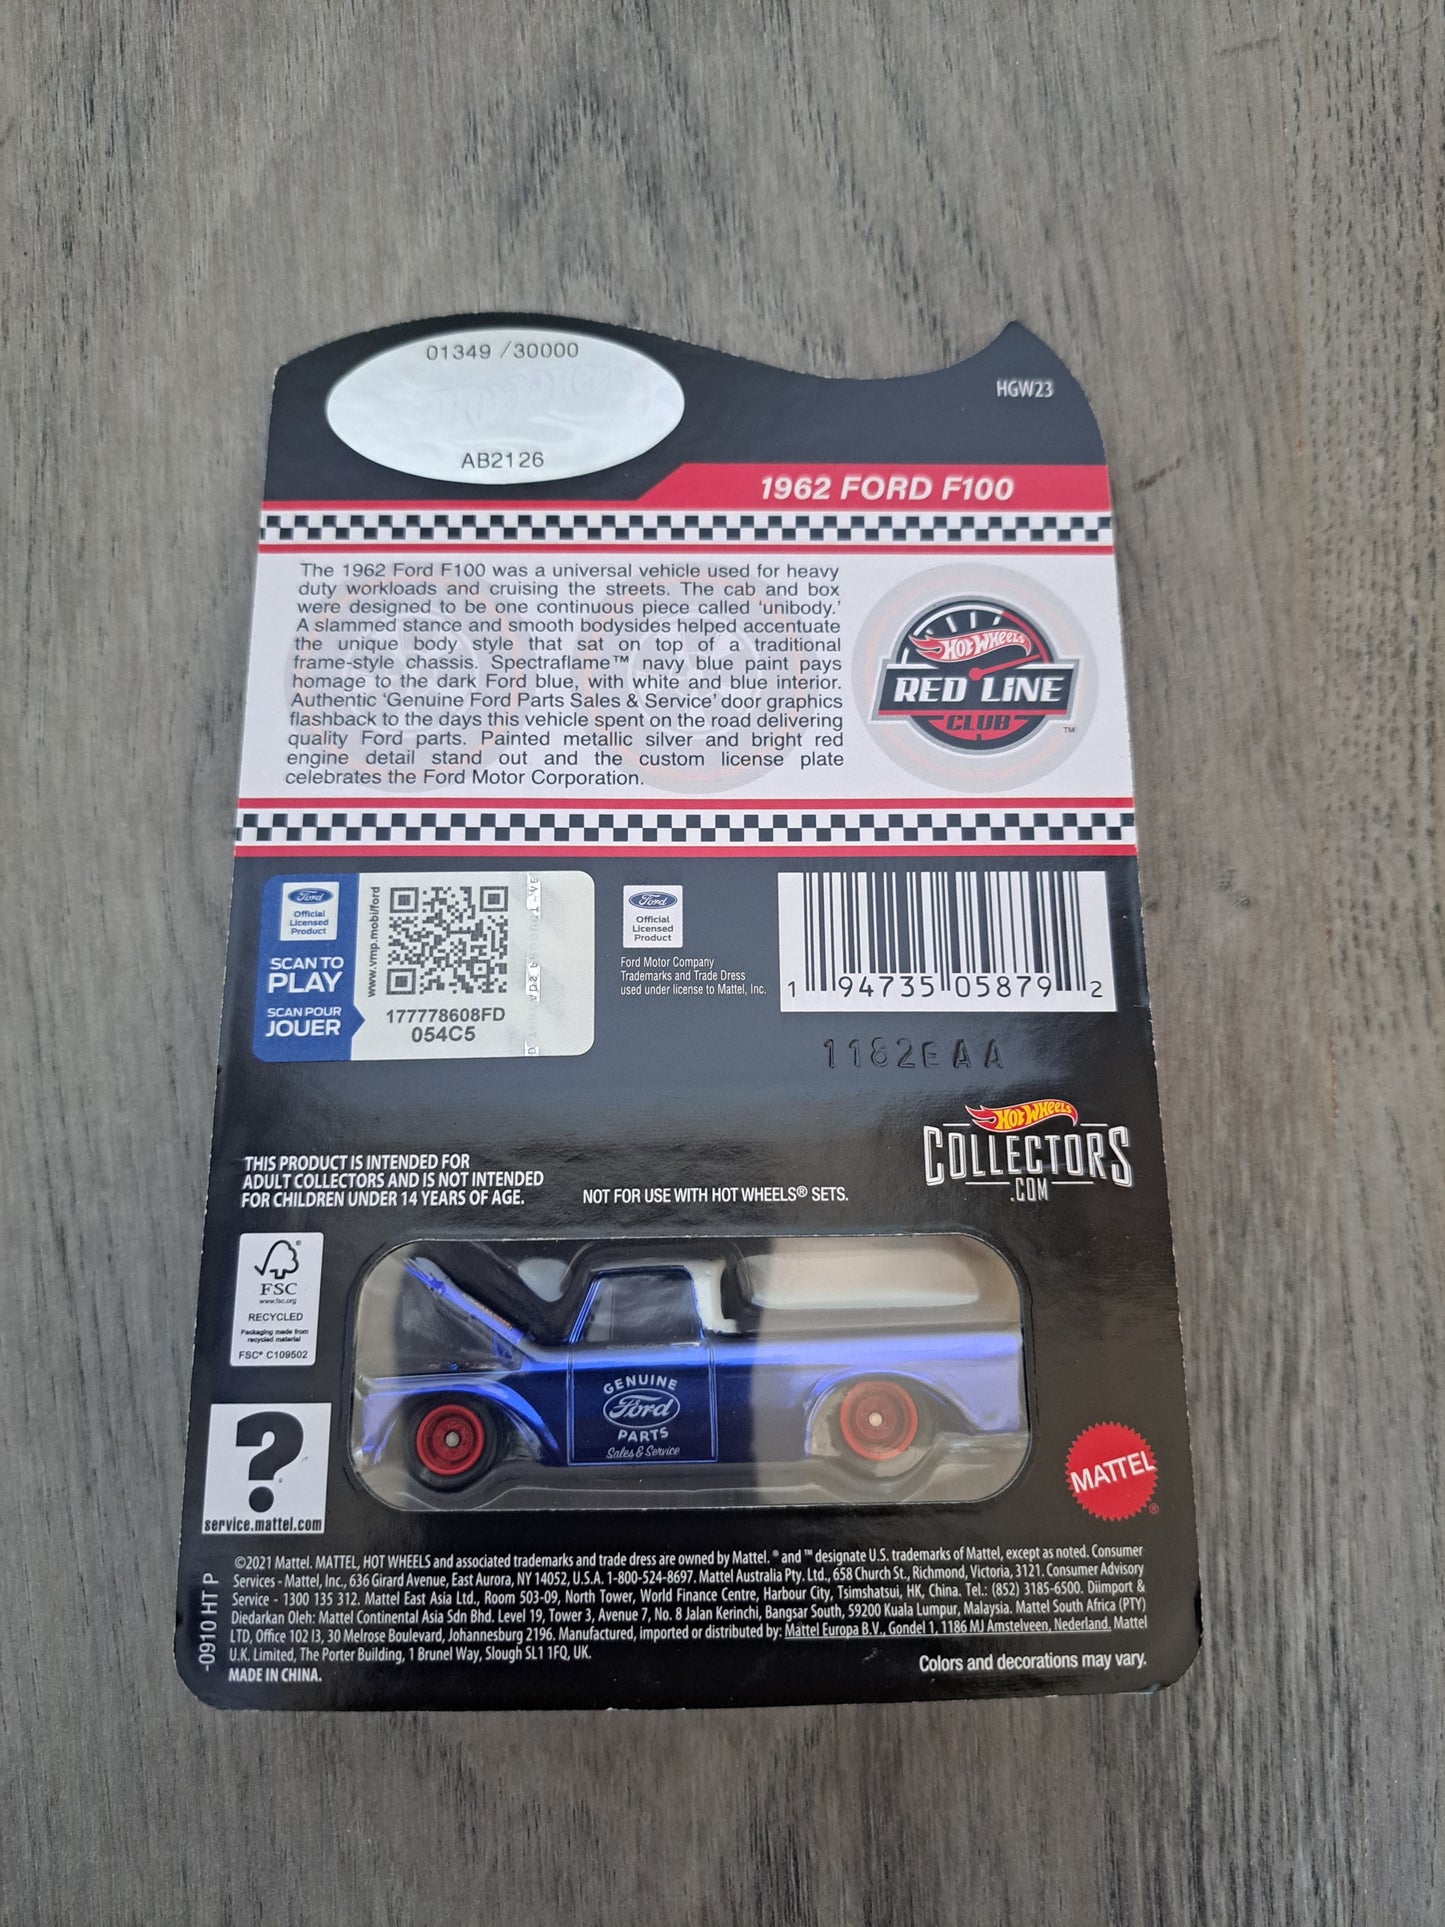 01349 /30000
AB2126
HGW23
1962 FORD F100
The 1962 Ford F100 was a universal vehicle used for heavy
duty workloads and cruising the streets. The cab and box
were designed to be one continuous piece called ‘unibody.’
A slammed stance and smooth bodysides helped accentuate
the unique body style that sat on top of a traditional
frame-style chassis. Spectraflame™ navy blue paint pays
homage to the dark Ford blue, with white and blue interior.
Authentic ‘Genuine Ford Parts Sales & Service’ door graphics
flashback to the days this vehicle spent on the road delivering
quality Ford parts. Painted metallic silver and bright red
engine detail stand out and the custom license plate
celebrates the Ford Motor Corporation.
HOT WHEELS
RED LINE
CLUB
™
Ford
Official
Licensed
Product
SCAN TO
PLAY
SCAN POUR
JOUER
www.vmp.mobi/ford
177778608FD
054C5
Ford
Official
Licensed
Product
Ford Motor Company
Trademarks and Trade Dress
used under license to Mattel, Inc.
1 94735 05879 2
1182EAA
HOT WHEELS
COLLECTORS
.COM
THIS PRODUCT IS INTENDED FOR
ADULT COLLECTORS AND IS NOT INTENDED
FOR CHILDREN UNDER 14 YEARS OF AGE.
NOT FOR USE WITH HOT WHEELS® SETS.
®
FSC
www.fsc.org
RECYCLED
Packaging made from
recycled material
FSC® C109502
GENUINE
Ford
PARTS
Sales & Service
?
service.mattel.com
MATTEL
®
©2021 Mattel. MATTEL, HOT WHEELS and associated trademarks and trade dress are owned by Mattel. ® and ™ designate U.S. trademarks of Mattel, except as noted. Consumer
Services - Mattel, Inc., 636 Girard Avenue, East Aurora, NY 14052, U.S.A. 1-800-524-8697. Mattel Australia Pty. Ltd., 658 Church St., Richmond, Victoria, 3121. Consumer Advisory
Service - 1300 135 312. Mattel East Asia Ltd., Room 503-09, North Tower, World Finance Centre, Harbour City, Tsimshatsui, HK, China. Tel.: (852) 3185-6500. Diimport &
Diedarkan Oleh: Mattel Continental Asia Sdn Bhd. Level 19, Tower 3, Avenue 7, No. 8 Jalan Kerinchi, Bangsar South, 59200 Kuala Lumpur, Malaysia. Mattel South Africa (PTY)
LTD, Office 102 I3, 30 Melrose Boulevard, Johannesburg 2196. Manufactured, imported or distributed by: Mattel Europa B.V., Gondel 1, 1186 MJ Amstelveen, Nederland. Mattel
U.K. Limited, The Porter Building, 1 Brunel Way, Slough SL1 1FQ, UK.
MADE IN CHINA.
Colors and decorations may vary.
-0910 HT P